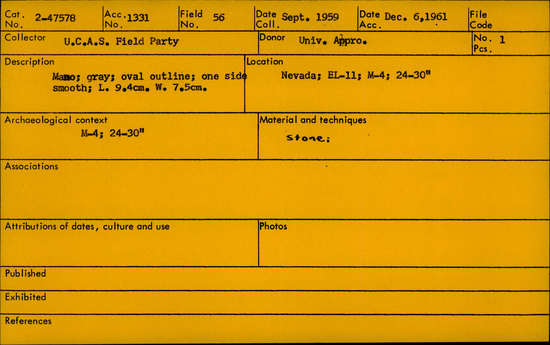 Cat. No. 2-47578 Acc. No. 1331 Field No. 56 Date Coll. Sept. 1959 Date Acc. Dec. 6,1961 File Code
Collector U.C.A.S. Field Party Donor Univ. Appro. No. Pcs. 1
Description Location
Mano; gray; oval outline; one side Nevada; EL-11; M-4; 24-30"
smooth; L. 9.4cm. W. 7.5cm.
Archaeological context Material and techniques
M-4; 24-30" Stone;
Associations
Attributions of dates, culture and use Photos
Published
Exhibited
References